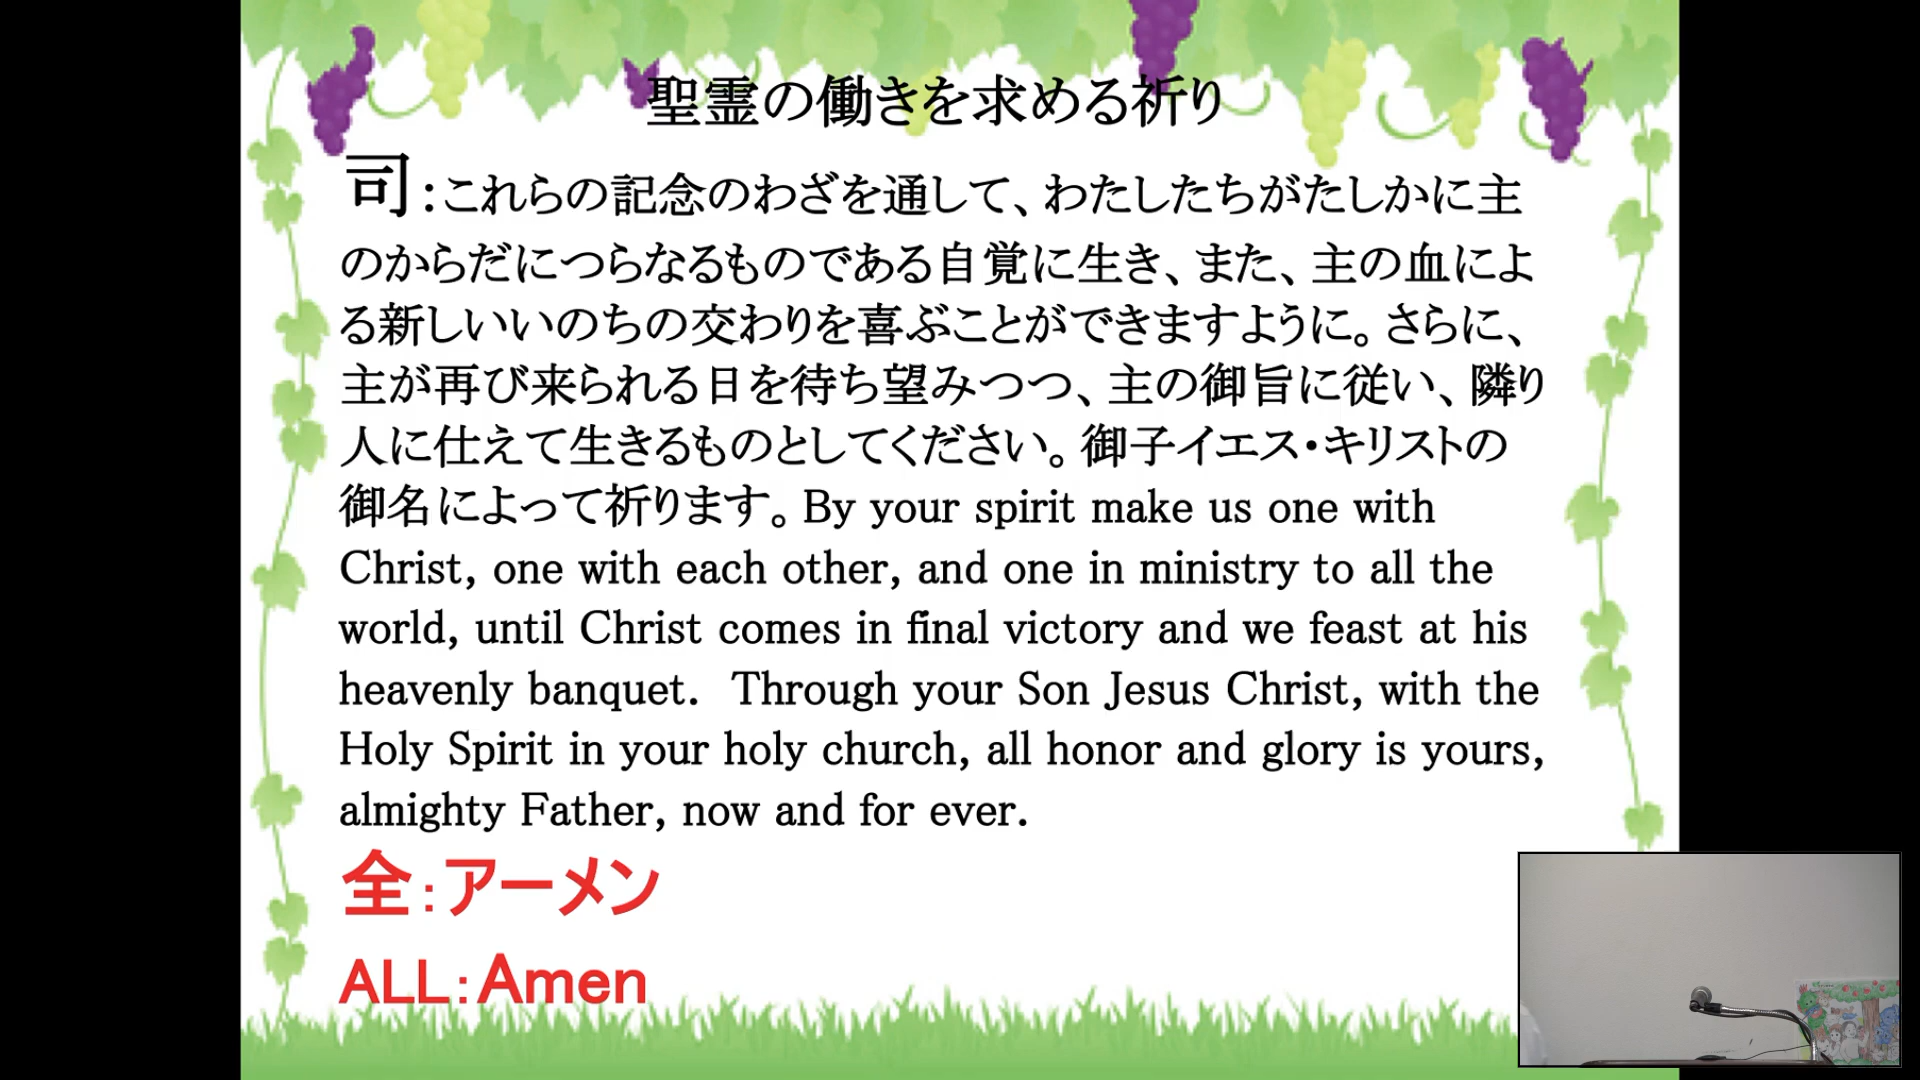 聖霊の働きを求める祈り
司:これらの記念のわざを通して、わたしたちがたしかに主
のからだにつらなるものである自覚に生き、また、主の血によ
る新しいいのちの交わりを喜ぶことができますように。さらに、
主が再び来られる日を待ち望みつつ、主の御旨に従い、隣り
人に仕えて生きるものとしてください。御子イエス・キリストの
御名によって祈ります。By your spirit make us one with
Christ, one with each other, and one in ministry to all the
world, until Christ comes in final victory and we feast at his
heavenly banquet.  Through your Son Jesus Christ, with the
Holy Spirit in your holy church, all honor and glory is yours,
almighty Father, now and for ever.
全:アーメン
ALL:Amen